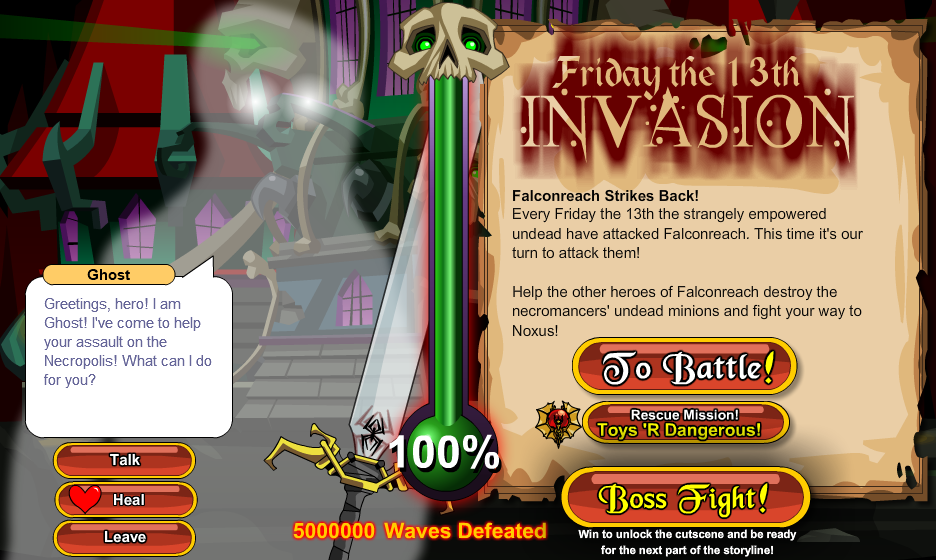 Friday the 13th
INVASION
Falconreach Strikes Back!
Every Friday the 13th the strangely empowered
undead have attacked Falconreach. This time it's our
turn to attack them!
Help the other heroes of Falconreach destroy the
necromancers' undead minions and fight your way to
Noxus!
To Battle!
Rescue Mission!
Toys 'R Dangerous!
Boss Fight!
Win to unlock the cutscene and be ready
for the next part of the storyline!
Ghost
Greetings, hero! I am
Ghost! I've come to help
your assault on the
Necropolis! What can I do
for you?
Talk
Heal
Leave
100%
5000000 Waves Defeated